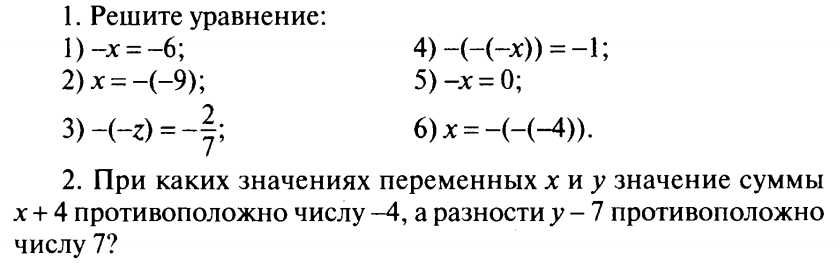 1. Решите уравнение:
1) –x = –6; 4) –(–(–x)) = –1;
2) x = –(–9); 5) –x = 0;
3) –(–z) = –2/7; 6) x = –(–(–4)).
2. При каких значениях переменных x и y значение суммы
x + 4 противоположно числу –4, а разности y – 7 противоположно
числу 7?